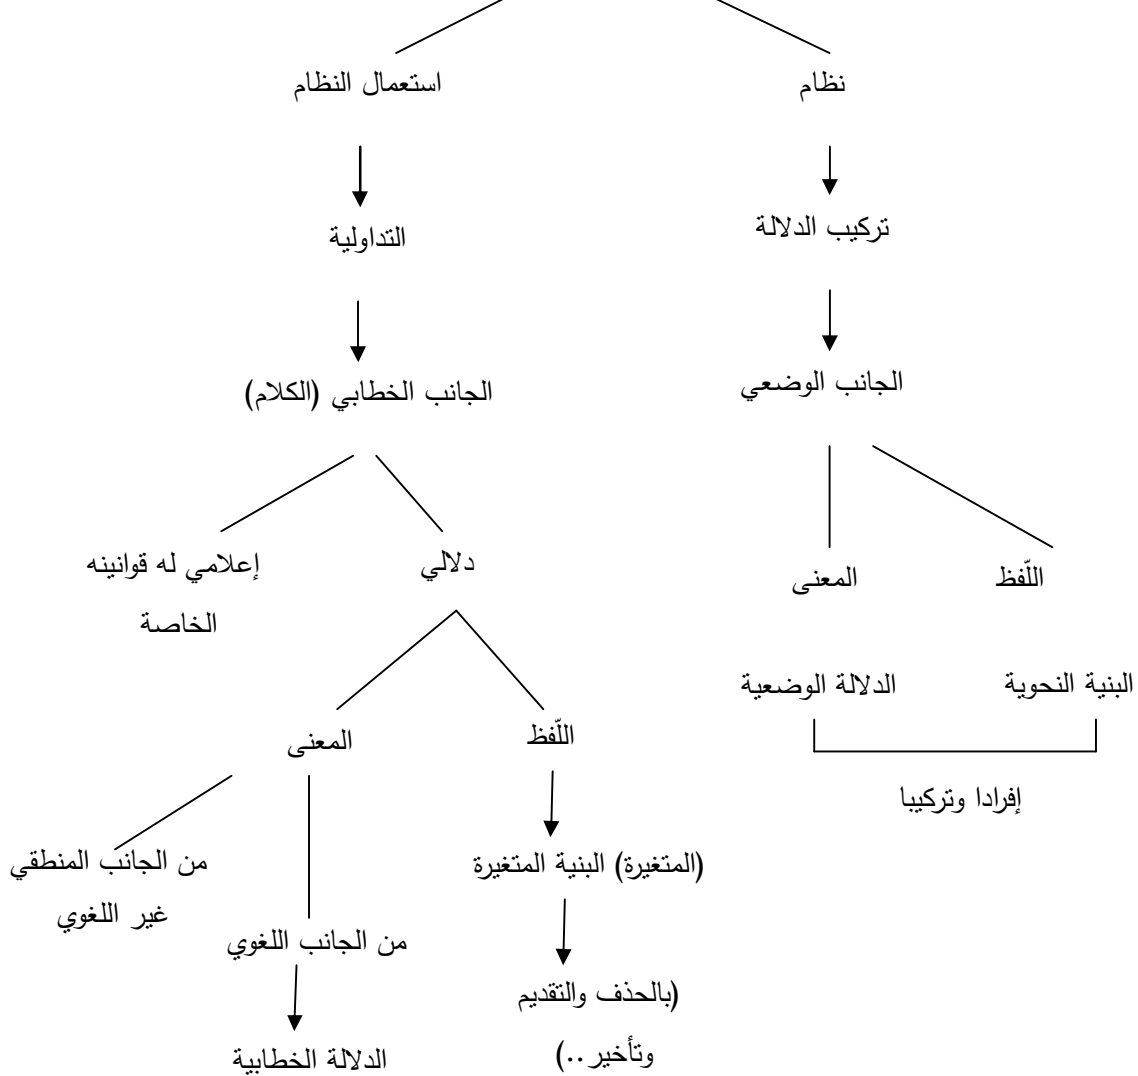 نظام
استعمال النظام
تركيب الدلالة
التداولية
الجانب الوضعي
الجانب الخطابي (الكلام)
اللّفظ
المعنى
دلالي
إعلامي له قوانينه
الخاصة
البنية النحوية
الدلالة الوضعية
إفرادا وتركيبا
اللّفظ
المعنى
(المتغيرة) البنية المتغيرة
من الجانب المنطقي
غير اللغوي
من الجانب اللغوي
(بالحذف والتقديم
وتأخير..)
الدلالة الخطابية